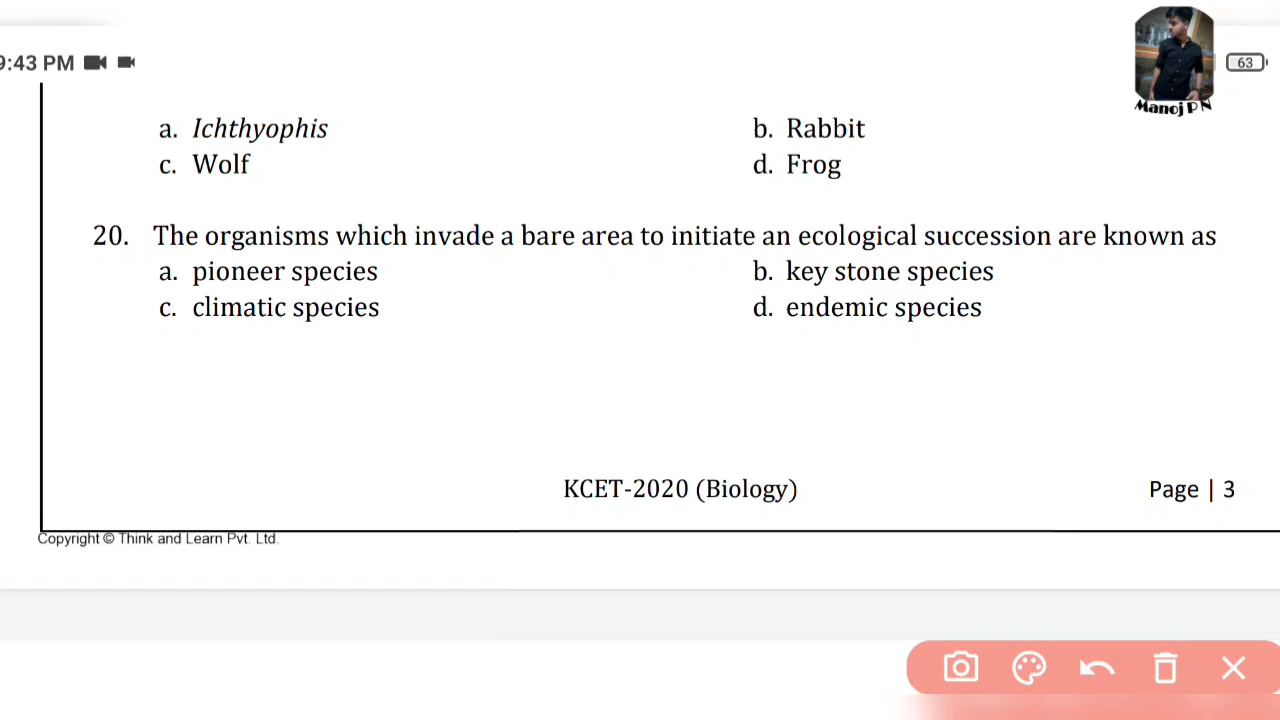 9:43 PM
63
Manoj P N
a. Ichthyophis
b. Rabbit
c. Wolf
d. Frog
20. The organisms which invade a bare area to initiate an ecological succession are known as
a. pioneer species
b. key stone species
c. climatic species
d. endemic species
KCET-2020 (Biology)
Page | 3
Copyright © Think and Learn Pvt. Ltd.